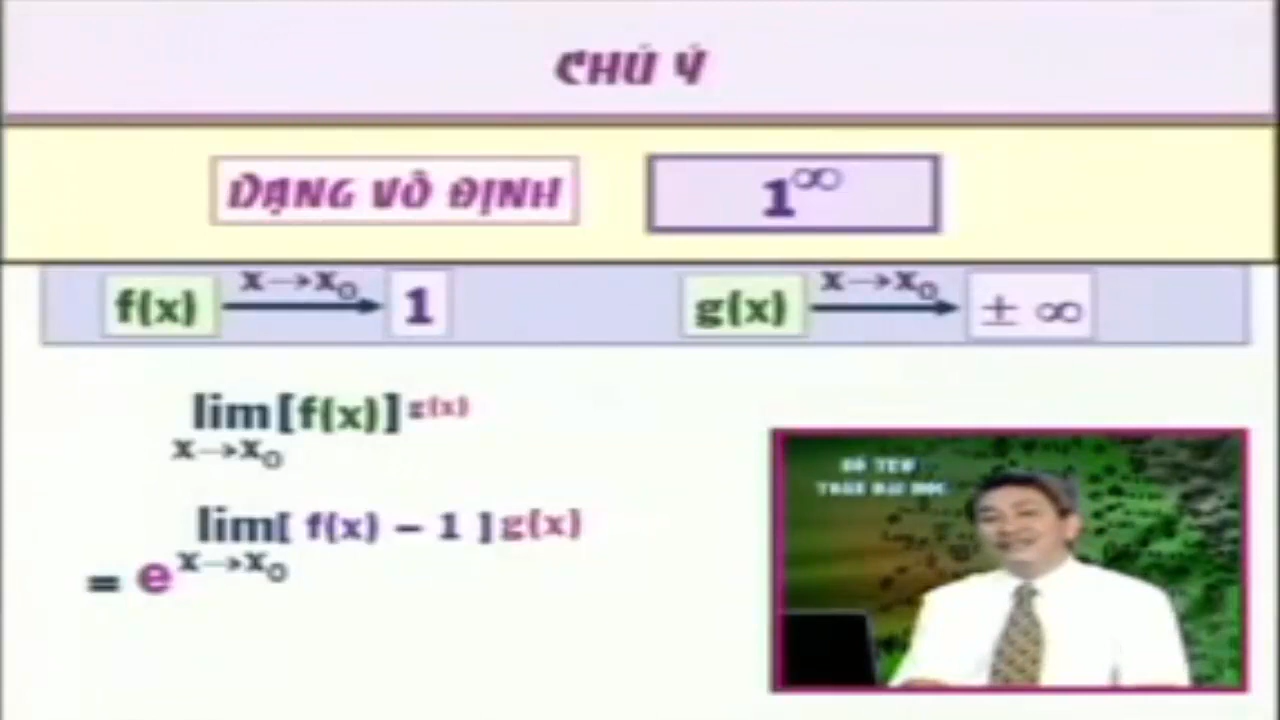 CHÚ Ý
DẠNG VÔ ĐỊNH 1^∞
f(x) x→x₀ 1 g(x) x→x₀ ± ∞
lim[f(x)]^g(x)
x→x₀
lim[ f(x) – 1 ]g(x)
= e x→x₀